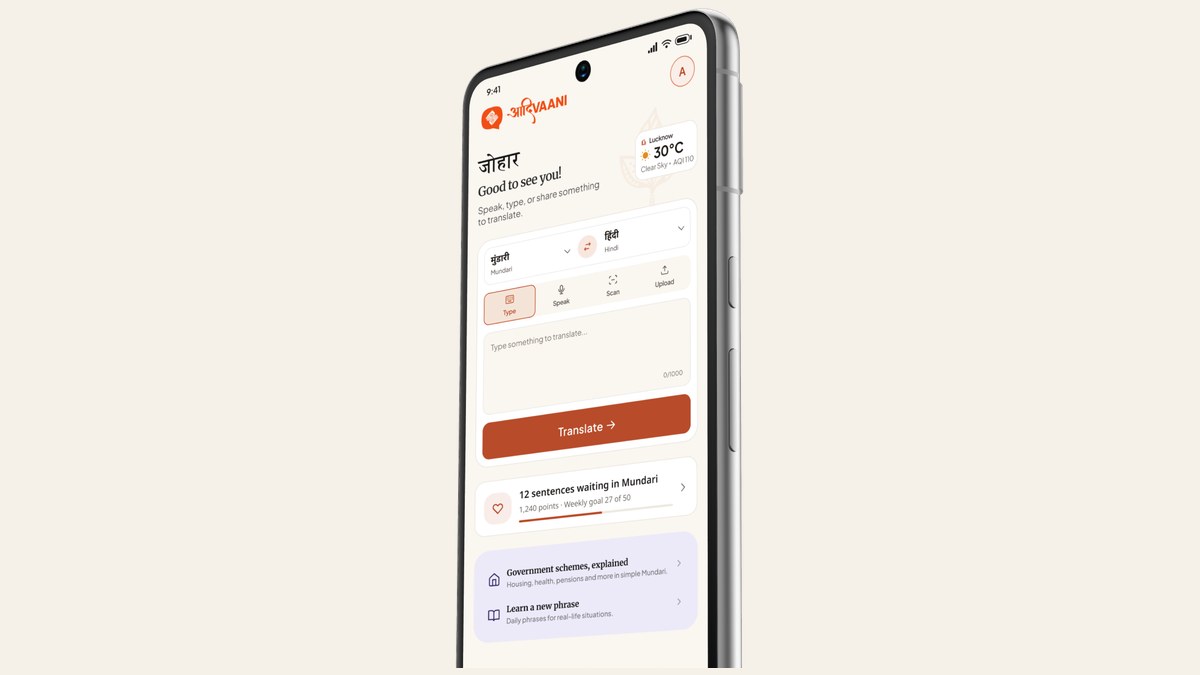 9:41
A
-आदिVAANI
Lucknow
30°C
Clear Sky • AQI 110
जोहार
Good to see you!
Speak, type, or share something
to translate.
मुंडारी
Mundari
हिंदी
Hindi
Type
Speak
Scan
Upload
Type something to translate...
0/1000
Translate →
12 sentences waiting in Mundari
1,240 points · Weekly goal 27 of 50
Government schemes, explained
Housing, health, pensions and more in simple Mundari.
Learn a new phrase
Daily phrases for real-life situations.